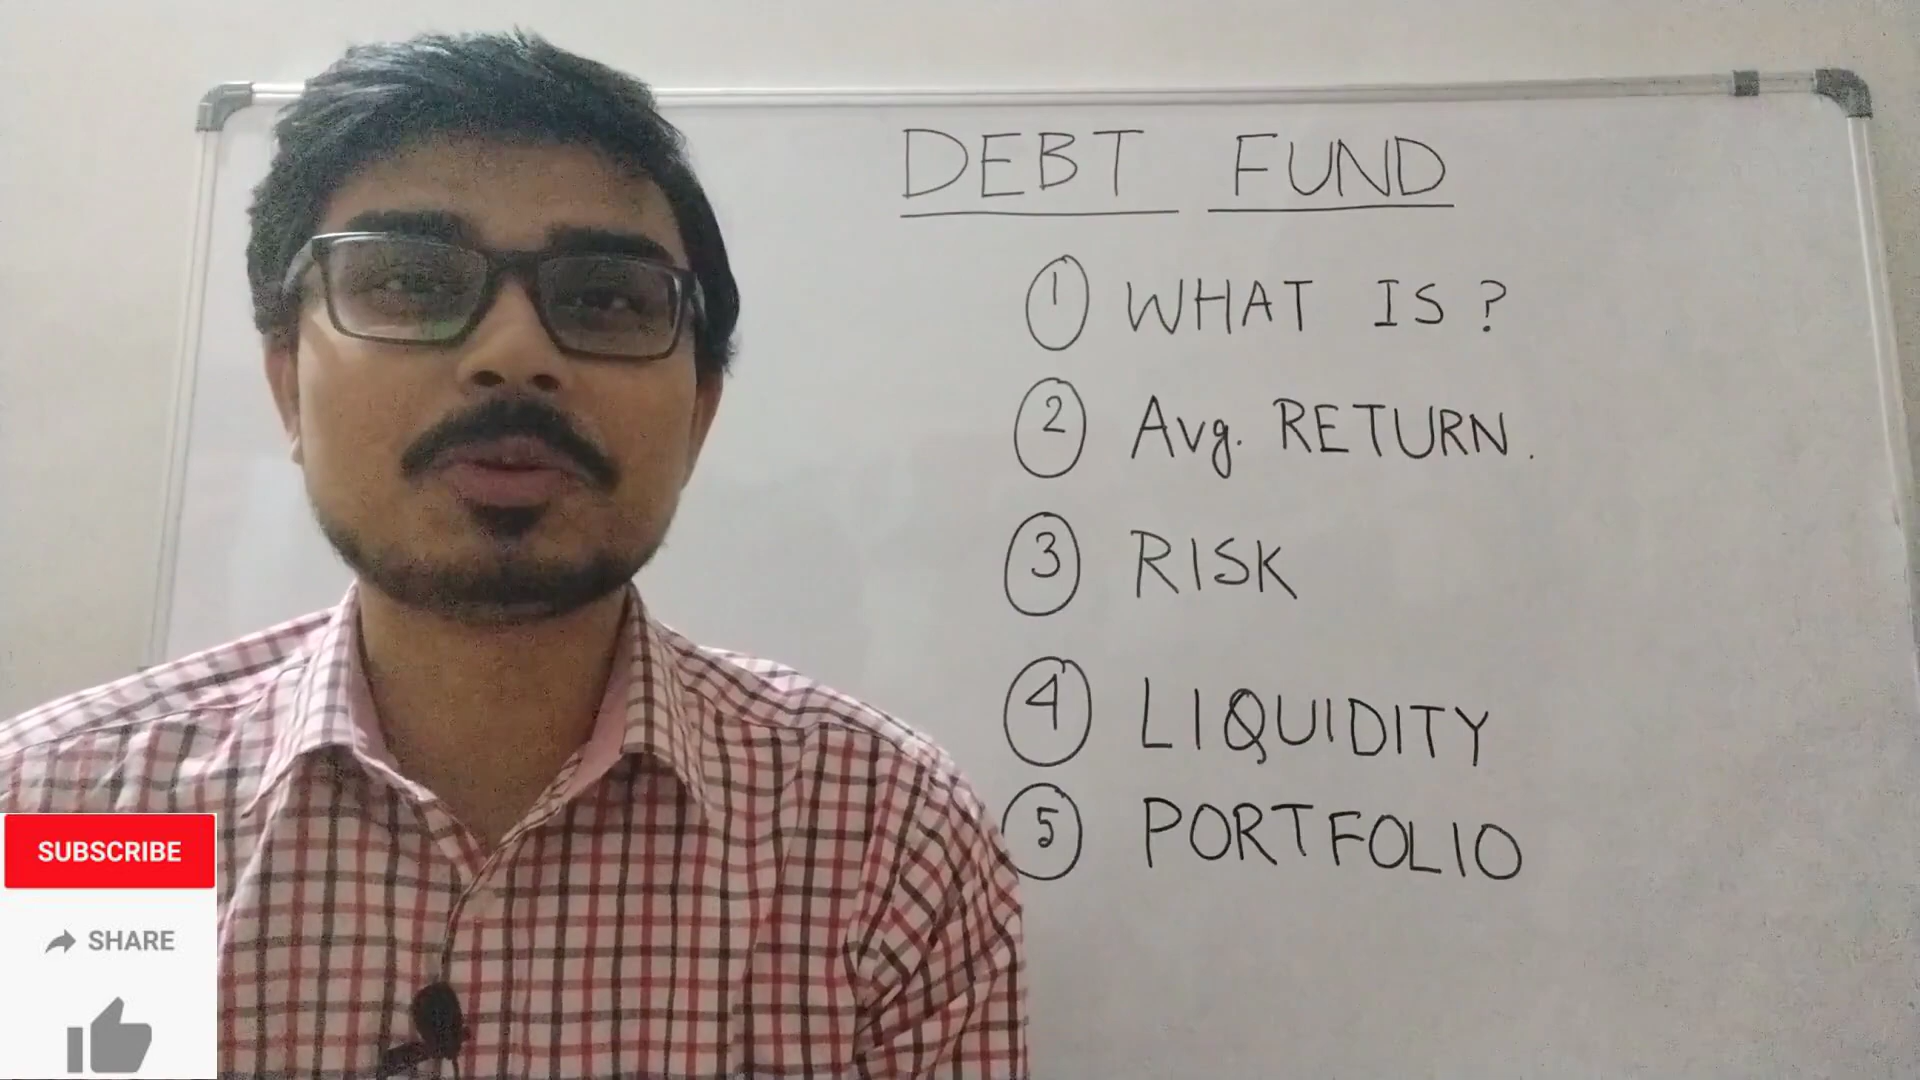 DEBT FUND
1 WHAT IS ?
2 Avg. RETURN.
3 RISK
4 LIQUIDITY
5 PORTFOLIO
SUBSCRIBE
SHARE